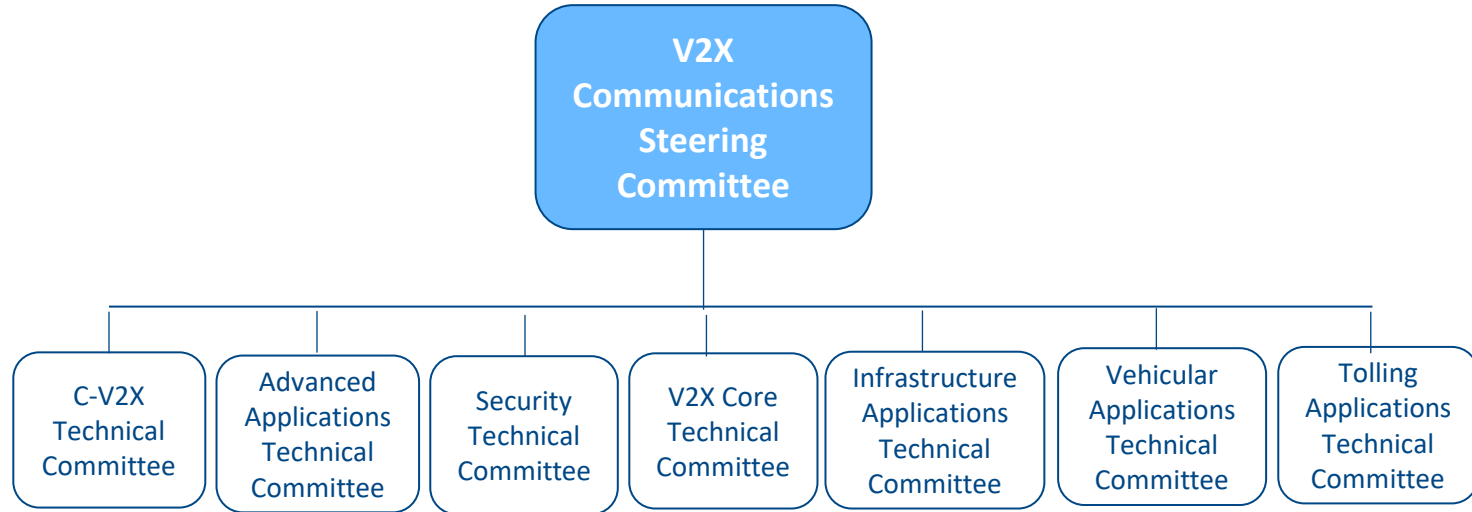 V2X
Communications
Steering
Committee
C-V2X
Technical
Committee
Advanced
Applications
Technical
Committee
Security
Technical
Committee
V2X Core
Technical
Committee
Infrastructure
Applications
Technical
Committee
Vehicular
Applications
Technical
Committee
Tolling
Applications
Technical
Committee